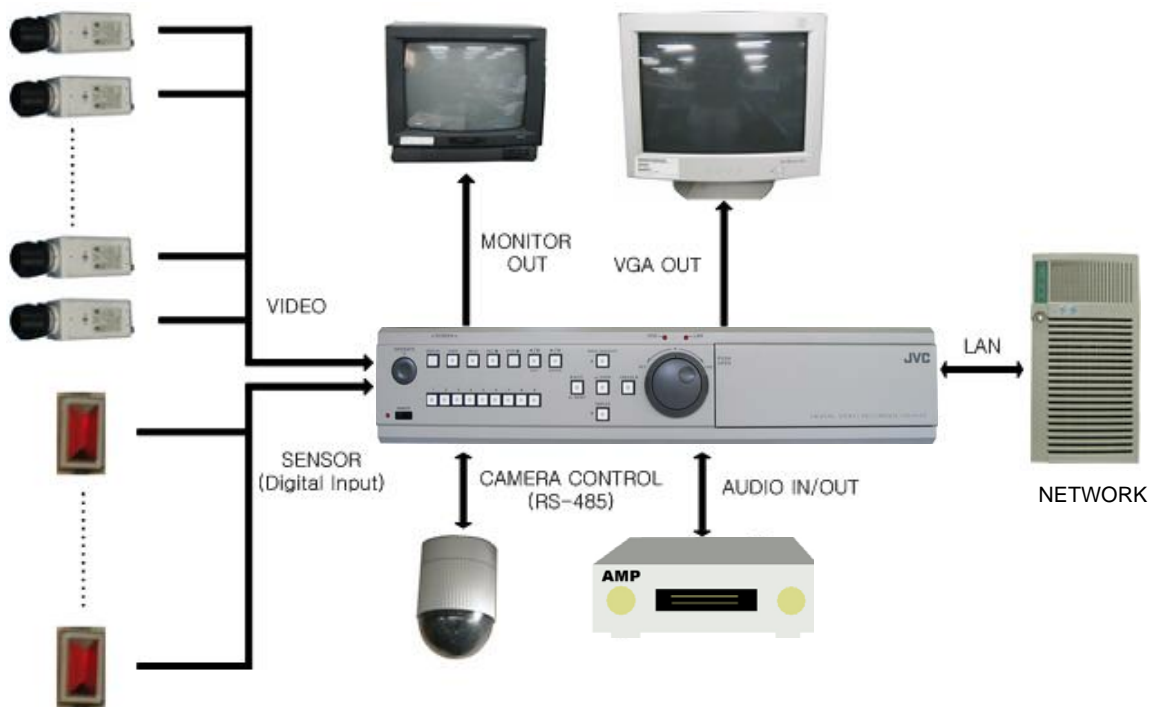 MONITOR
OUT
VGA OUT
VIDEO
LAN
JVC
SENSOR
(Digital Input)
CAMERA CONTROL
(RS-485)
AUDIO IN/OUT
NETWORK
AMP